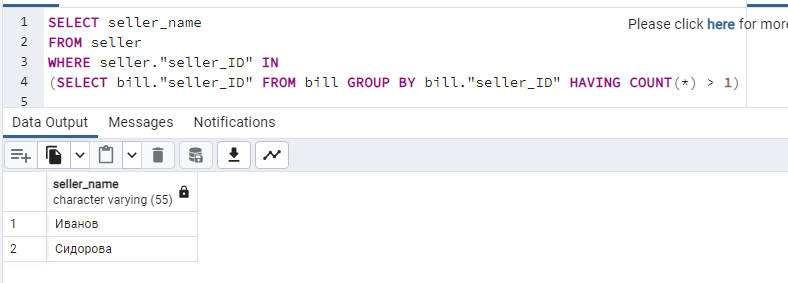 1 SELECT seller_name
Please click here for more
2 FROM seller
3 WHERE seller."seller_ID" IN
4 (SELECT bill."seller_ID" FROM bill GROUP BY bill."seller_ID" HAVING COUNT(*) > 1)
5
Data Output Messages Notifications
seller_name
character varying (55)
1 Иванов
2 Сидорова